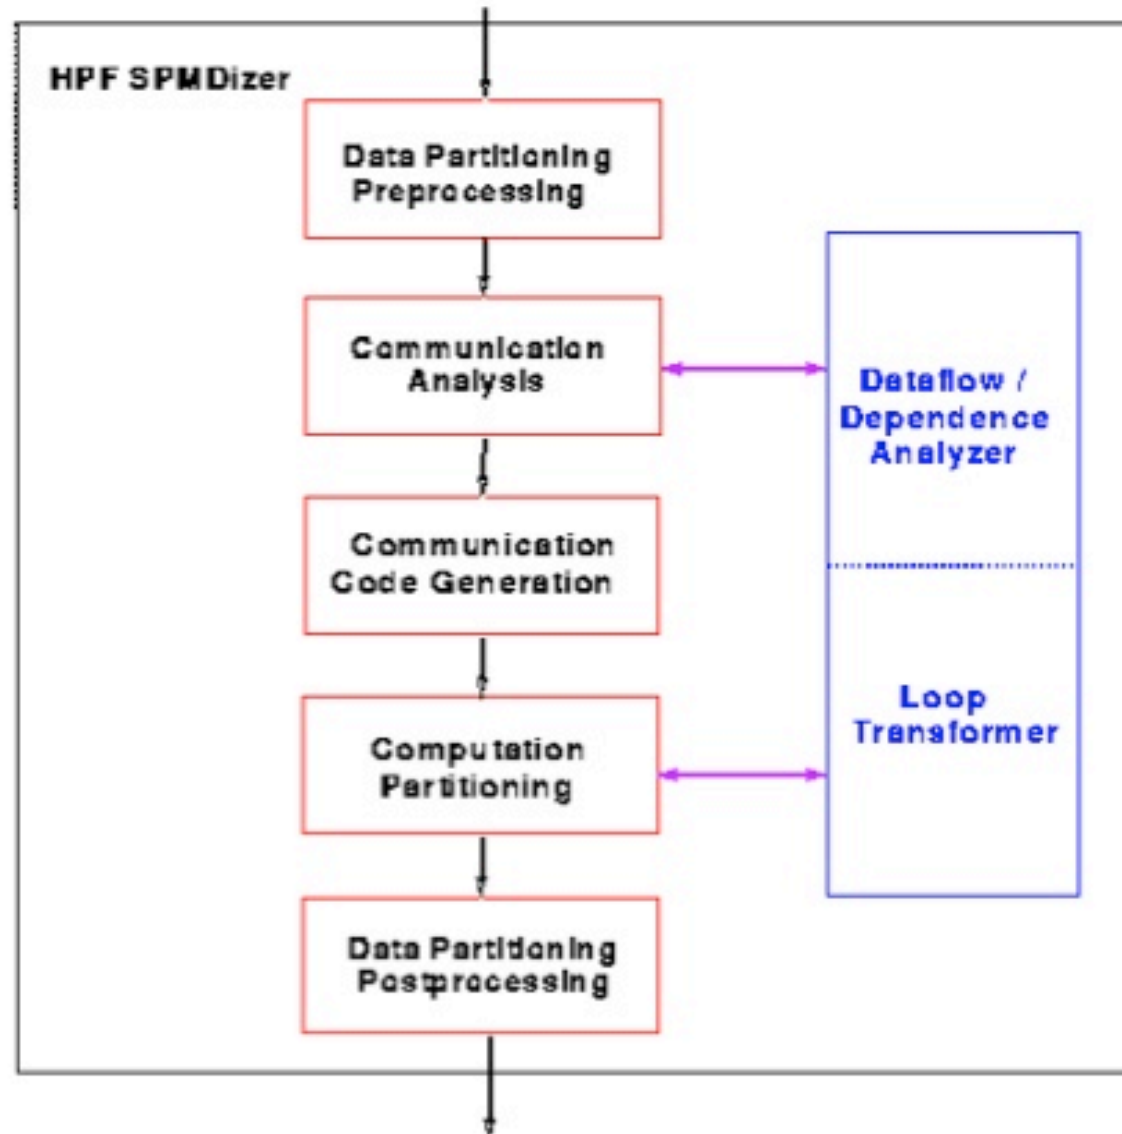 HPF SPMDizer
Data Partitioning
Preprocessing
Communication
Analysis
Communication
Code Generation
Computation
Partitioning
Data Partitioning
Postprocessing
Dataflow /
Dependence
Analyzer
Loop
Transformer